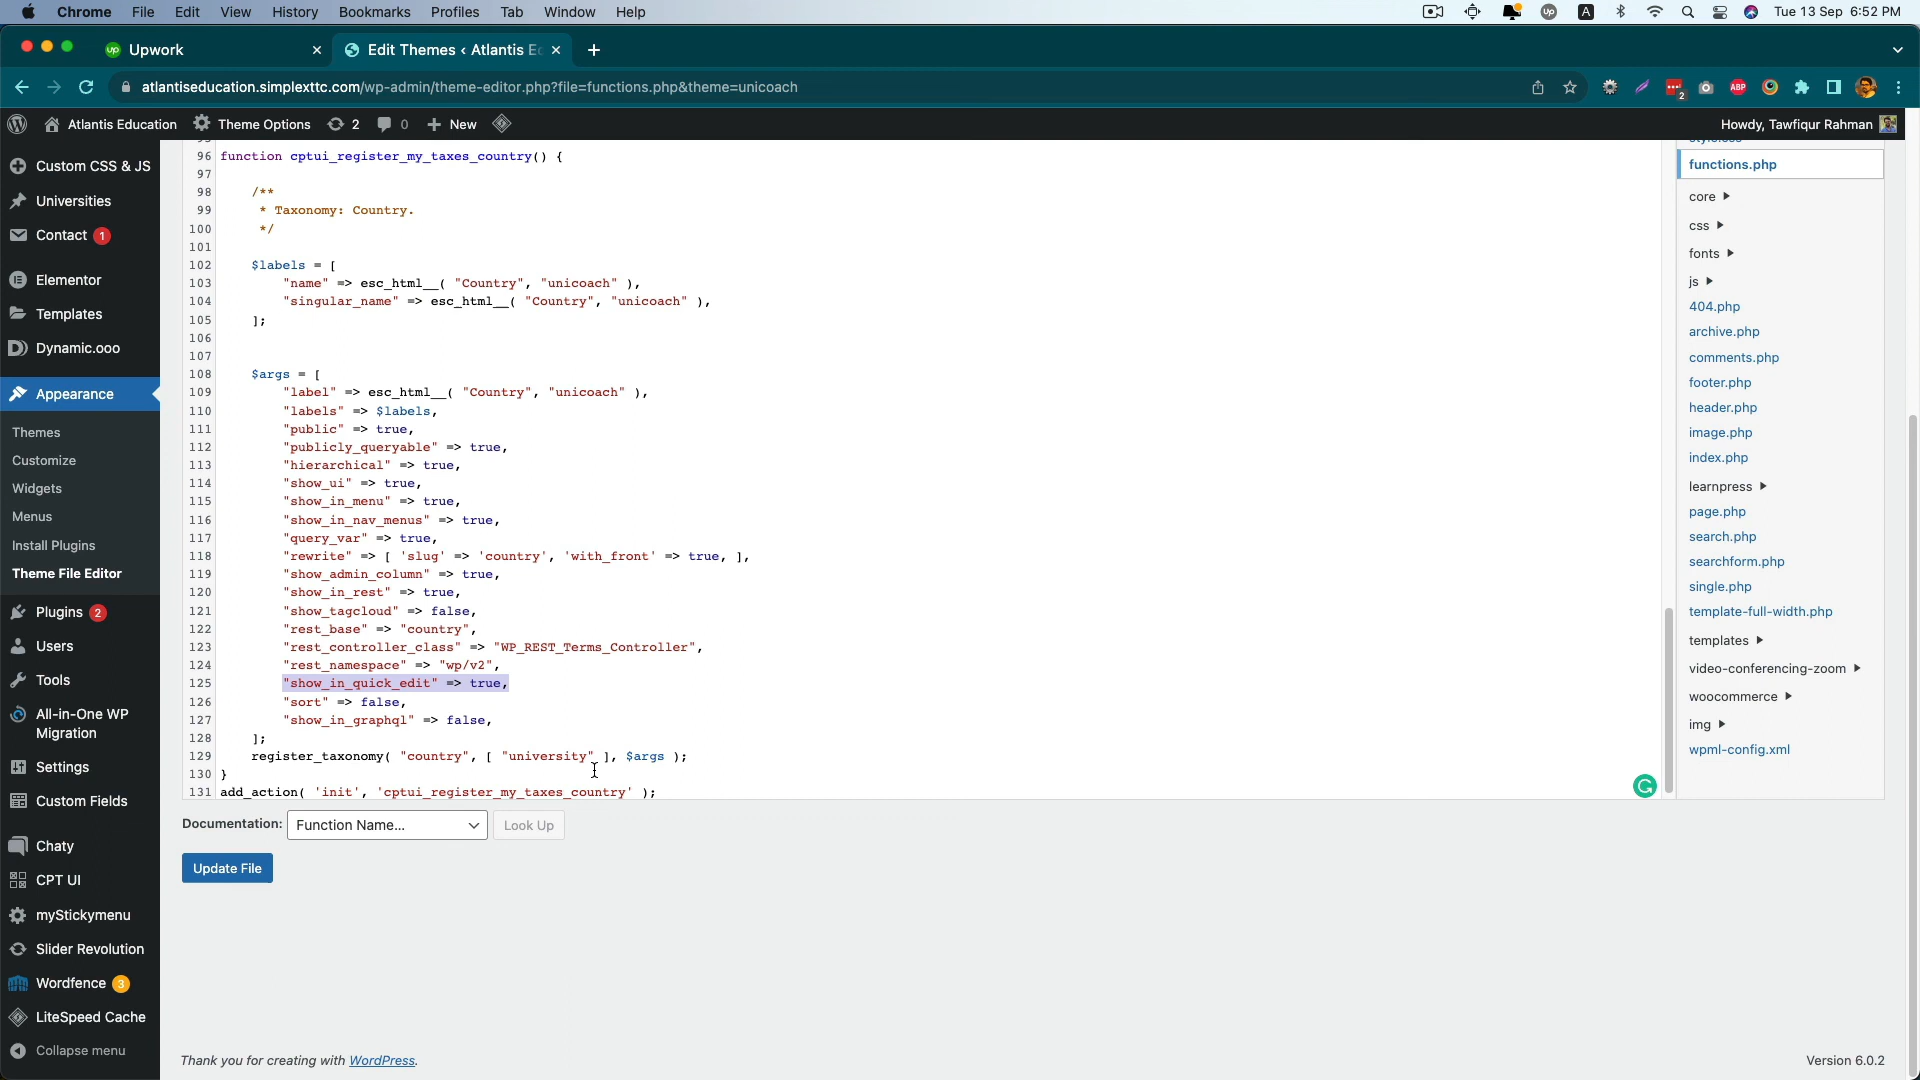 Chrome File Edit View History Bookmarks Profiles Tab Window Help
UP A Tue 13 Sep 6:52 PM
up Upwork
Edit Themes ‹ Atlantis Ed
atlantiseducation.simplexttc.com/wp-admin/theme-editor.php?file=functions.php&theme=unicoach
2 ABP
Atlantis Education Theme Options 2 0 New
Howdy, Tawfiqur Rahman
Custom CSS & JS
Universities
Contact 1
Elementor
Templates
Dynamic.ooo
Appearance
Themes
Customize
Widgets
Menus
Install Plugins
Theme File Editor
Plugins 2
Users
Tools
All-in-One WP
Migration
Settings
Custom Fields
Chaty
CPT UI
myStickymenu
Slider Revolution
Wordfence 3
LiteSpeed Cache
Collapse menu
96 function cptui_register_my_taxes_country() {
97
98 /**
99 * Taxonomy: Country.
100 */
101
102 $labels = [
103 "name" => esc_html__( "Country", "unicoach" ),
104 "singular_name" => esc_html__( "Country", "unicoach" ),
105 ];
106
107
108 $args = [
109 "label" => esc_html__( "Country", "unicoach" ),
110 "labels" => $labels,
111 "public" => true,
112 "publicly_queryable" => true,
113 "hierarchical" => true,
114 "show_ui" => true,
115 "show_in_menu" => true,
116 "show_in_nav_menus" => true,
117 "query_var" => true,
118 "rewrite" => [ 'slug' => 'country', 'with_front' => true, ],
119 "show_admin_column" => true,
120 "show_in_rest" => true,
121 "show_tagcloud" => false,
122 "rest_base" => "country",
123 "rest_controller_class" => "WP_REST_Terms_Controller",
124 "rest_namespace" => "wp/v2",
125 "show_in_quick_edit" => true,
126 "sort" => false,
127 "show_in_graphql" => false,
128 ];
129 register_taxonomy( "country", [ "university" ], $args );
130 }
131 add_action( 'init', 'cptui_register_my_taxes_country' );
functions.php
core
css
fonts
js
404.php
archive.php
comments.php
footer.php
header.php
image.php
index.php
learnpress
page.php
search.php
searchform.php
single.php
template-full-width.php
templates
video-conferencing-zoom
woocommerce
img
wpml-config.xml
Documentation: Function Name... Look Up
Update File
Thank you for creating with WordPress.
Version 6.0.2